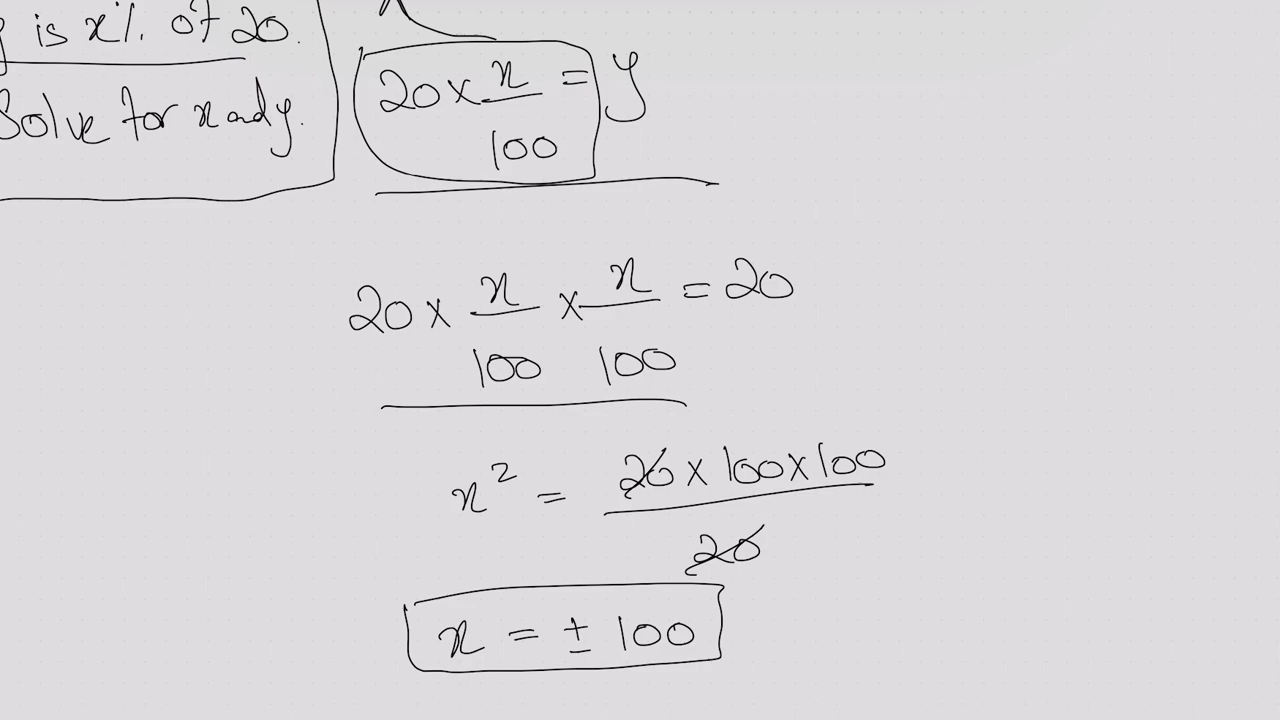 y is x% of 20.
Solve for x and y.
20 × x/100 = y
20 × x/100 × x/100 = 20
x² = 20 × 100 × 100 / 20
x = ± 100